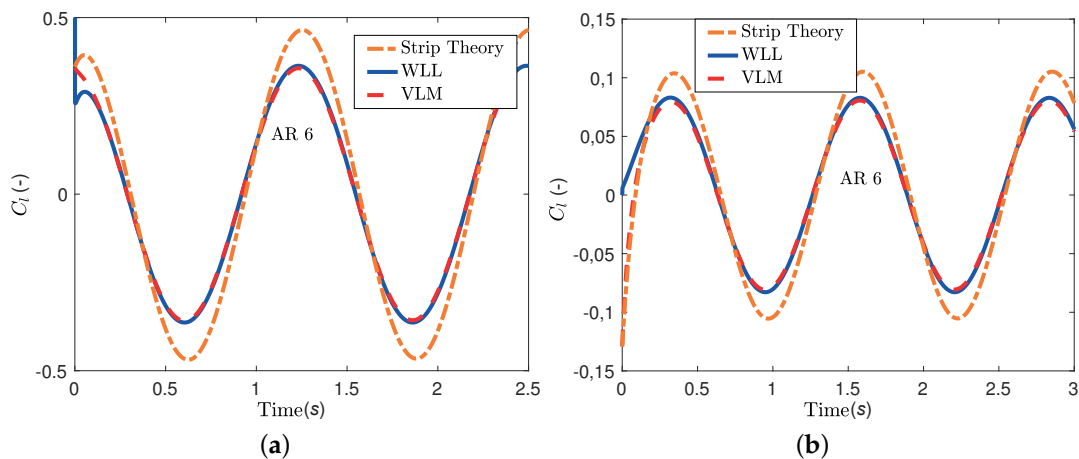 0.5
Strip Theory
WLL
VLM
AR 6
0
-0.5
0
0.5
1
1.5
2
2.5
C_l (-)
Time(s)
(a)
0,15
Strip Theory
WLL
VLM
0,1
0,05
AR 6
0
-0,05
-0,1
-0,15
0
0,5
1
1,5
2
2,5
3
C_l (-)
Time(s)
(b)